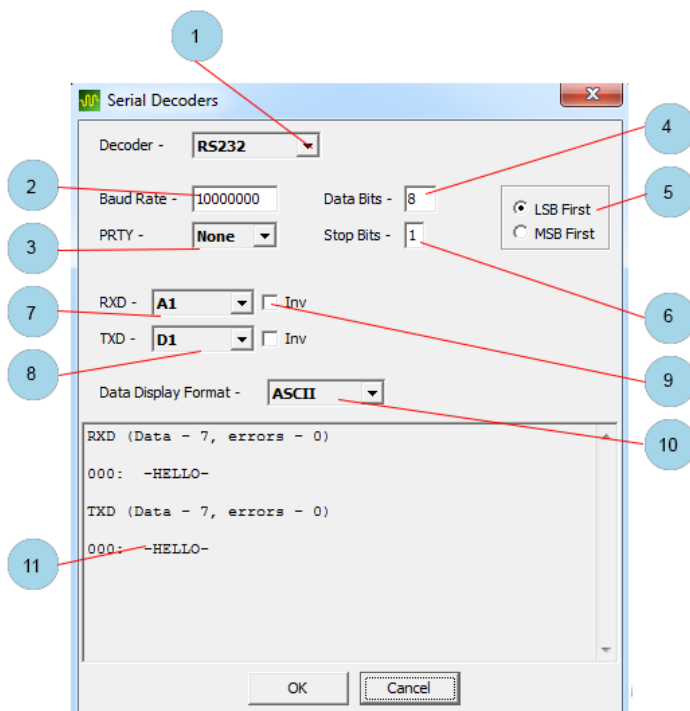 1
Serial Decoders
X
4
Decoder - RS232
2
Baud Rate - 10000000 Data Bits - 8
5
LSB First
3
PRTY - None Stop Bits - 1
MSB First
7
RXD - A1 Inv
6
TXD - D1 Inv
8
9
Data Display Format - ASCII
10
RXD (Data - 7, errors - 0)
000: -HELLO-
TXD (Data - 7, errors - 0)
000: -HELLO-
11
OK Cancel